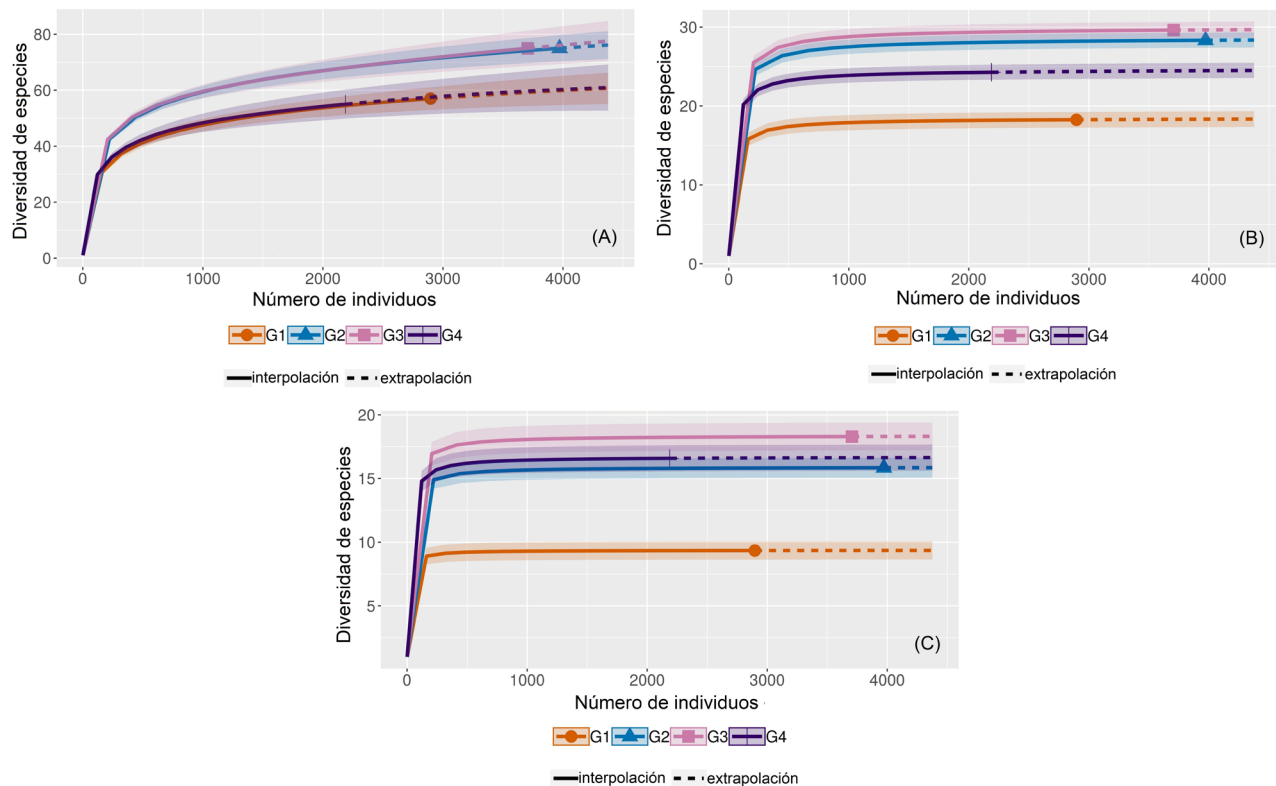 Diversidad de especies
80
60
40
20
0
(A)
0 1000 2000 3000 4000
Número de individuos
G1 G2 G3 G4
interpolación extrapolación
Diversidad de especies
30
20
10
0
(B)
0 1000 2000 3000 4000
Número de individuos
G1 G2 G3 G4
interpolación extrapolación
Diversidad de especies
20
15
10
5
(C)
0 1000 2000 3000 4000
Número de individuos
G1 G2 G3 G4
interpolación extrapolación